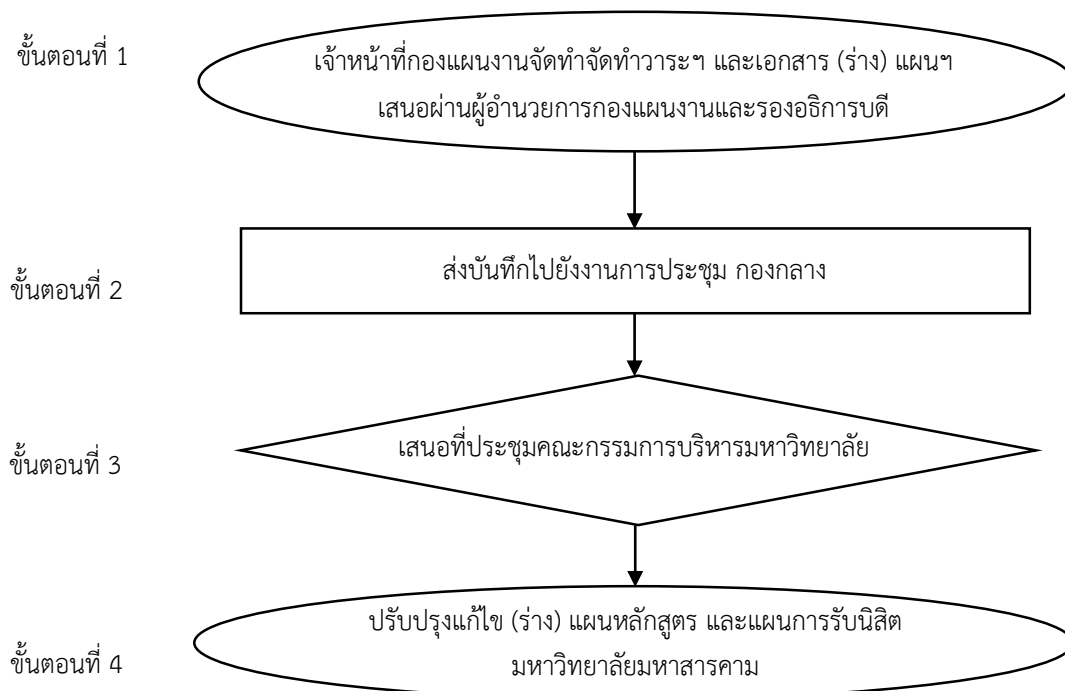 ขั้นตอนที่ 1
เจ้าหน้าที่กองแผนงานจัดทำจัดทำวาระฯ และเอกสาร (ร่าง) แผนฯ
เสนอผ่านผู้อำนวยการกองแผนงานและรองอธิการบดี
ขั้นตอนที่ 2
ส่งบันทึกไปยังงานการประชุม กองกลาง
ขั้นตอนที่ 3
เสนอที่ประชุมคณะกรรมการบริหารมหาวิทยาลัย
ขั้นตอนที่ 4
ปรับปรุงแก้ไข (ร่าง) แผนหลักสูตร และแผนการรับนิสิต
มหาวิทยาลัยมหาสารคาม